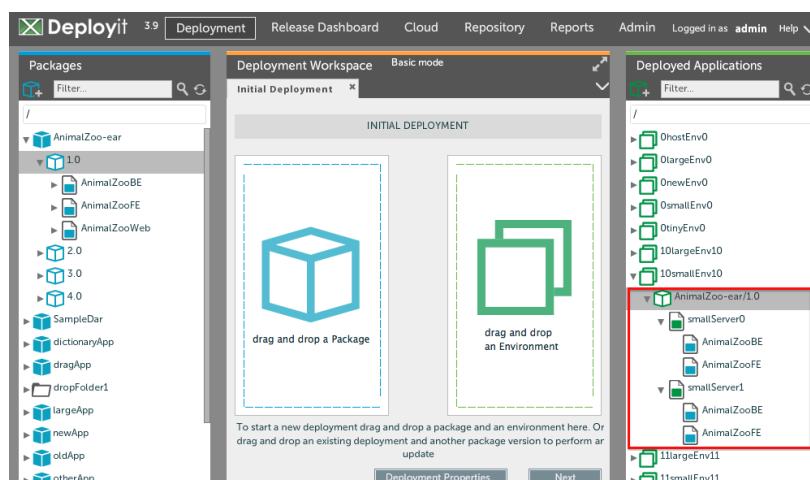 Deployit 3.9 Deployment Release Dashboard Cloud Repository Reports Admin Logged in as admin Help
Packages
Filter...
/
AnimalZoo-ear
1.0
AnimalZooBE
AnimalZooFE
AnimalZooWeb
2.0
3.0
4.0
SampleDar
dictionaryApp
dragApp
dropFolder1
largeApp
newApp
oldApp
otherApp
Deployment Workspace Basic mode
Initial Deployment ×
INITIAL DEPLOYMENT
drag and drop a Package
drag and drop
an Environment
To start a new deployment drag and drop a package and an environment here. Or
drag and drop an existing deployment and another package version to perform an
update
Deployment Properties Next
Deployed Applications
Filter...
/
0hostEnv0
0largeEnv0
0newEnv0
0smallEnv0
0tinyEnv0
10largeEnv10
10smallEnv10
AnimalZoo-ear/1.0
smallServer0
AnimalZooBE
AnimalZooFE
smallServer1
AnimalZooBE
AnimalZooFE
11largeEnv11
11smallEnv11